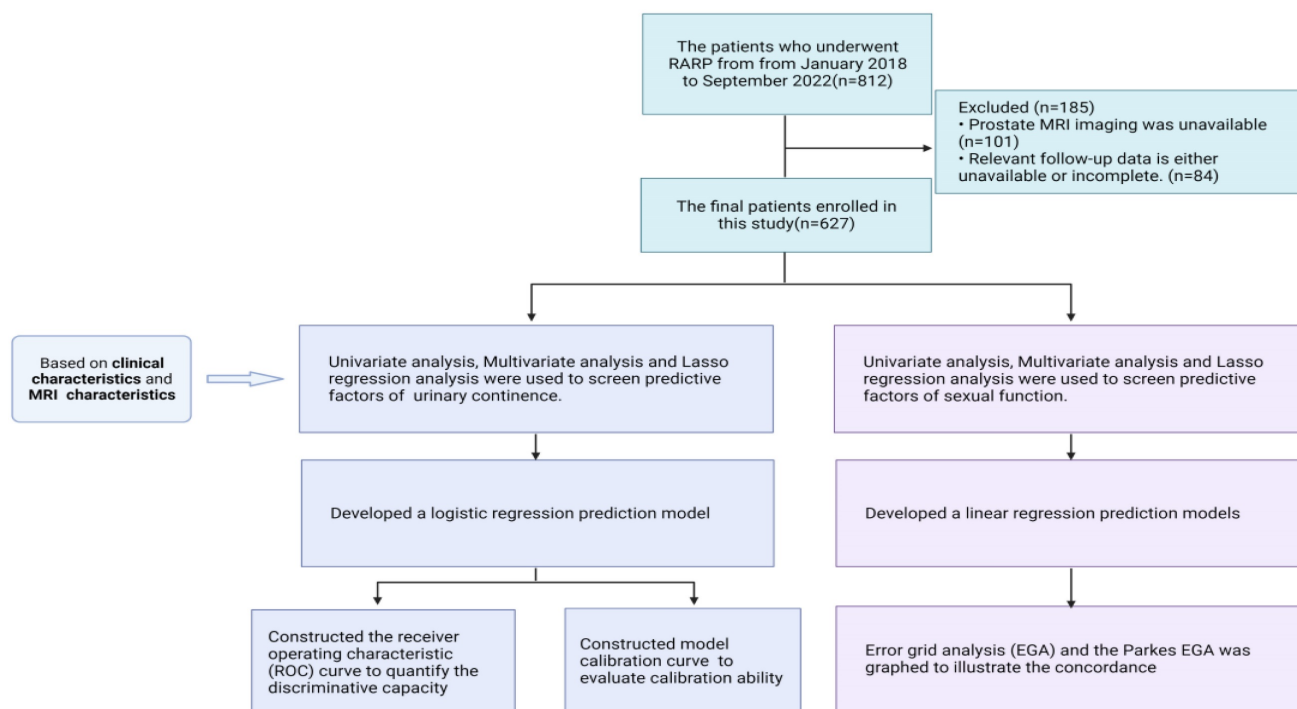 The patients who underwent
RARP from from January 2018
to September 2022(n=812)
Excluded (n=185)
• Prostate MRI imaging was unavailable
(n=101)
• Relevant follow-up data is either
unavailable or incomplete. (n=84)
The final patients enrolled in
this study(n=627)
Based on clinical
characteristics and
MRI characteristics
Univariate analysis, Multivariate analysis and Lasso
regression analysis were used to screen predictive
factors of urinary continence.
Univariate analysis, Multivariate analysis and Lasso
regression analysis were used to screen predictive
factors of sexual function.
Developed a logistic regression prediction model
Developed a linear regression prediction models
Constructed the receiver
operating characteristic
(ROC) curve to quantify the
discriminative capacity
Constructed model
calibration curve to
evaluate calibration ability
Error grid analysis (EGA) and the Parkes EGA was
graphed to illustrate the concordance